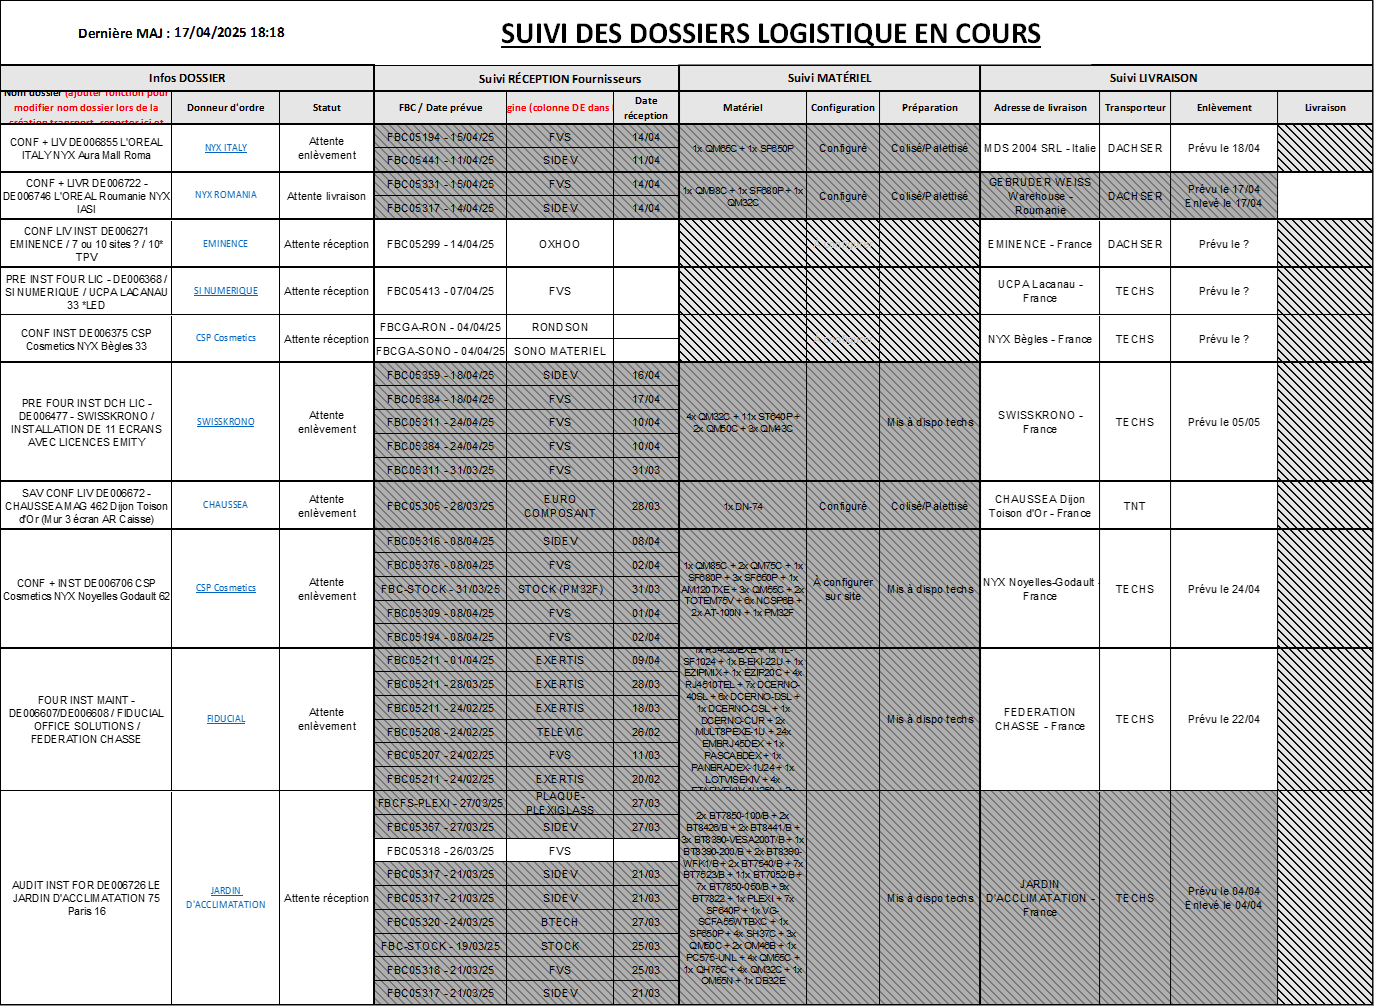 Dernière MAJ : 17/04/2025 18:18
SUIVI DES DOSSIERS LOGISTIQUE EN COURS
Infos DOSSIER
Suivi RÉCEPTION Fournisseurs
Suivi MATÉRIEL
Suivi LIVRAISON
Nom dossier (ajouter fonction pour
modifier nom dossier lors de la
création transport, reporter ici et
Donneur d'ordre
Statut
FBC / Date prévue
gine (colonne DE dans
Date
réception
Matériel
Configuration
Préparation
Adresse de livraison
Transporteur
Enlèvement
Livraison
CONF + LIV DE006855 L'OREAL
ITALY NYX Aura Mall Roma
NYX ITALY
Attente
enlèvement
FBC05194 - 15/04/25
FVS
14/04
FBC05441 - 11/04/25
SIDEV
11/04
1x QM65C + 1x SF650P
Configuré
Colisé/Palettisé
MDS 2004 SRL - Italie
DACHSER
Prévu le 18/04
CONF + LIVR DE006722 -
DE006746 L'OREAL Roumanie NYX
IASI
NYX ROMANIA
Attente livraison
FBC05331 - 15/04/25
FVS
14/04
FBC05317 - 14/04/25
SIDEV
14/04
1x QM98C + 1x SF680P + 1x
QM32C
Configuré
Colisé/Palettisé
GEBRUDER WEISS
Warehouse -
Roumanie
DACHSER
Prévu le 17/04
Enlevé le 17/04
CONF LIV INST DE006271
EMINENCE / 7 ou 10 sites ? / 10*
TPV
EMINENCE
Attente réception
FBC05299 - 14/04/25
OXHOO
EMINENCE - France
DACHSER
Prévu le ?
PRE INST FOUR LIC - DE006368 /
SI NUMERIQUE / UCPA LACANAU
33 *LED
SI NUMERIQUE
Attente réception
FBC05413 - 07/04/25
FVS
UCPA Lacanau -
France
TECHS
Prévu le ?
CONF INST DE006375 CSP
Cosmetics NYX Bègles 33
CSP Cosmetics
Attente réception
FBCGA-RON - 04/04/25
RONDSON
FBCGA-SONO - 04/04/25
SONO MATERIEL
NYX Bègles - France
TECHS
Prévu le ?
PRE FOUR INST DCH LIC -
DE006477 - SWISSKRONO /
INSTALLATION DE 11 ECRANS
AVEC LICENCES EMITY
SWISSKRONO
Attente
enlèvement
FBC05359 - 18/04/25
SIDEV
16/04
FBC05384 - 18/04/25
FVS
17/04
FBC05311 - 24/04/25
FVS
10/04
FBC05384 - 24/04/25
FVS
10/04
FBC05311 - 31/03/25
FVS
31/03
4x QM32C + 11x ST640P +
2x QM50C + 3x QM43C
Mis à dispo techs
SWISSKRONO -
France
TECHS
Prévu le 05/05
SAV CONF LIV DE006672 -
CHAUSSEA MAG 462 Dijon Toison
d'Or (Mur 3 écran AR Caisse)
CHAUSSEA
Attente
enlèvement
FBC05305 - 28/03/25
EURO
COMPOSANT
28/03
1x DN-74
Configuré
Colisé/Palettisé
CHAUSSEA Dijon
Toison d'Or - France
TNT
CONF + INST DE006706 CSP
Cosmetics NYX Noyelles Godault 62
CSP Cosmetics
Attente
enlèvement
FBC05316 - 08/04/25
SIDEV
08/04
FBC05376 - 08/04/25
FVS
02/04
FBC-STOCK - 31/03/25
STOCK (PM32F)
31/03
FBC05309 - 08/04/25
FVS
01/04
FBC05194 - 08/04/25
FVS
02/04
1x QM85C + 2x QM75C + 1x
SF680P + 3x SF650P + 1x
AM120TXE + 3x QM55C + 2x
TOTEM75V + 6x NCSP6B +
2x AT-100N + 1x PM32F
À configurer
sur site
Mis à dispo techs
NYX Noyelles-Godault -
France
TECHS
Prévu le 24/04
FOUR INST MAINT -
DE006607/DE006608 / FIDUCIAL
OFFICE SOLUTIONS /
FEDERATION CHASSE
FIDUCIAL
Attente
enlèvement
FBC05211 - 01/04/25
EXERTIS
09/04
FBC05211 - 28/03/25
EXERTIS
28/03
FBC05211 - 24/02/25
EXERTIS
18/03
FBC05208 - 24/02/25
TELEVIC
26/02
FBC05207 - 24/02/25
FVS
11/03
FBC05211 - 24/02/25
EXERTIS
20/02
SF1024 + 1x B-EKI-22U + 1x
EZIPMIX + 1x EZIP20C + 4x
RJ4510TEL + 7x DCERNO-
40SL + 6x DCERNO-DSL +
1x DCERNO-CSL + 1x
DCERNO-CUR + 2x
MULT8PEXE-1U + 24x
EMBRJ45DEX + 1x
PASCABDEX + 1x
PANBRADEX-1U24 + 1x
LOTVISEKIV + 4x
Mis à dispo techs
FEDERATION
CHASSE - France
TECHS
Prévu le 22/04
AUDIT INST FOR DE006726 LE
JARDIN D'ACCLIMATATION 75
Paris 16
JARDIN
D'ACCLIMATATION
Attente réception
FBCFS-PLEXI - 27/03/25
PLAQUE-
PLEXIGLASS
27/03
FBC05357 - 27/03/25
SIDEV
27/03
FBC05318 - 26/03/25
FVS
FBC05317 - 21/03/25
SIDEV
21/03
FBC05317 - 21/03/25
SIDEV
21/03
FBC05320 - 24/03/25
BTECH
27/03
FBC-STOCK - 19/03/25
STOCK
25/03
FBC05318 - 21/03/25
FVS
25/03
FBC05317 - 21/03/25
SIDEV
21/03
2x BT7850-100/B + 2x
BT8426/B + 2x BT8441/B +
3x BT8390-VESA200T/B + 1x
BT8390-200/B + 2x BT8390-
WFK1/B + 2x BT7540/B + 7x
BT7523/B + 11x BT7052/B +
7x BT7850-050/B + 9x
BT7822 + 1x PLEXI + 7x
SF640P + 1x VG-
SCFA55WTBXC + 1x
SF650P + 4x SH37C + 3x
QM50C + 2x OM46B + 1x
PC575-UNL + 4x QM55C +
1x QH75C + 4x QM32C + 1x
OM55N + 1x DB32E
Mis à dispo techs
JARDIN
D'ACCLIMATATION -
France
TECHS
Prévu le 04/04
Enlevé le 04/04